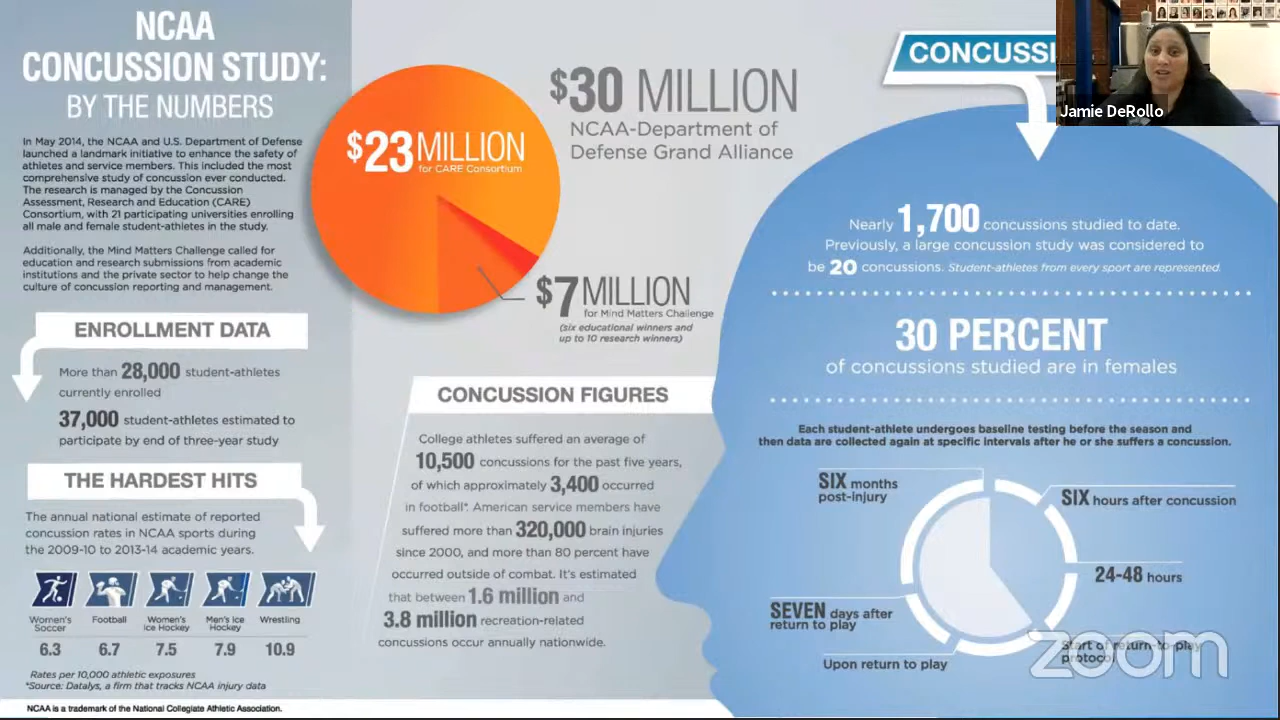 NCAA
CONCUSSION STUDY:
BY THE NUMBERS
In May 2014, the NCAA and U.S. Department of Defense
launched a landmark initiative to enhance the safety of
athletes and service members. This included the most
comprehensive study of concussion ever conducted.
The research is managed by the Concussion
Assessment, Research and Education (CARE)
Consortium, with 21 participating universities enrolling
all male and female student-athletes in the study.
Additionally, the Mind Matters Challenge called for
education and research submissions from academic
institutions and the private sector to help change the
culture of concussion reporting and management.
ENROLLMENT DATA
More than 28,000 student-athletes
currently enrolled
37,000 student-athletes estimated to
participate by end of three-year study
THE HARDEST HITS
The annual national estimate of reported
concussion rates in NCAA sports during
the 2009-10 to 2013-14 academic years.
Women's Soccer
Football
Women's Ice Hockey
Men's Ice Hockey
Wrestling
6.3 6.7 7.5 7.9 10.9
Rates per 10,000 athletic exposures
*Source: Datalys, a firm that tracks NCAA injury data
NCAA is a trademark of the National Collegiate Athletic Association.
$23 MILLION
for CARE Consortium
$30 MILLION
NCAA-Department of
Defense Grand Alliance
$7 MILLION
for Mind Matters Challenge
(six educational winners and
up to 10 research winners)
CONCUSSION FIGURES
College athletes suffered an average of
10,500 concussions for the past five years,
of which approximately 3,400 occurred
in football*. American service members have
suffered more than 320,000 brain injuries
since 2000, and more than 80 percent have
occurred outside of combat. It's estimated
that between 1.6 million and
3.8 million recreation-related
concussions occur annually nationwide.
CONCUSSI
Jamie DeRollo
Nearly 1,700 concussions studied to date.
Previously, a large concussion study was considered to
be 20 concussions. Student-athletes from every sport are represented.
30 PERCENT
of concussions studied are in females
Each student-athlete undergoes baseline testing before the season and
then data are collected again at specific intervals after he or she suffers a concussion.
SIX months
post-injury
SIX hours after concussion
24-48 hours
SEVEN days after
return to play
Start of return-to-play
protocol
Upon return to play
zoom